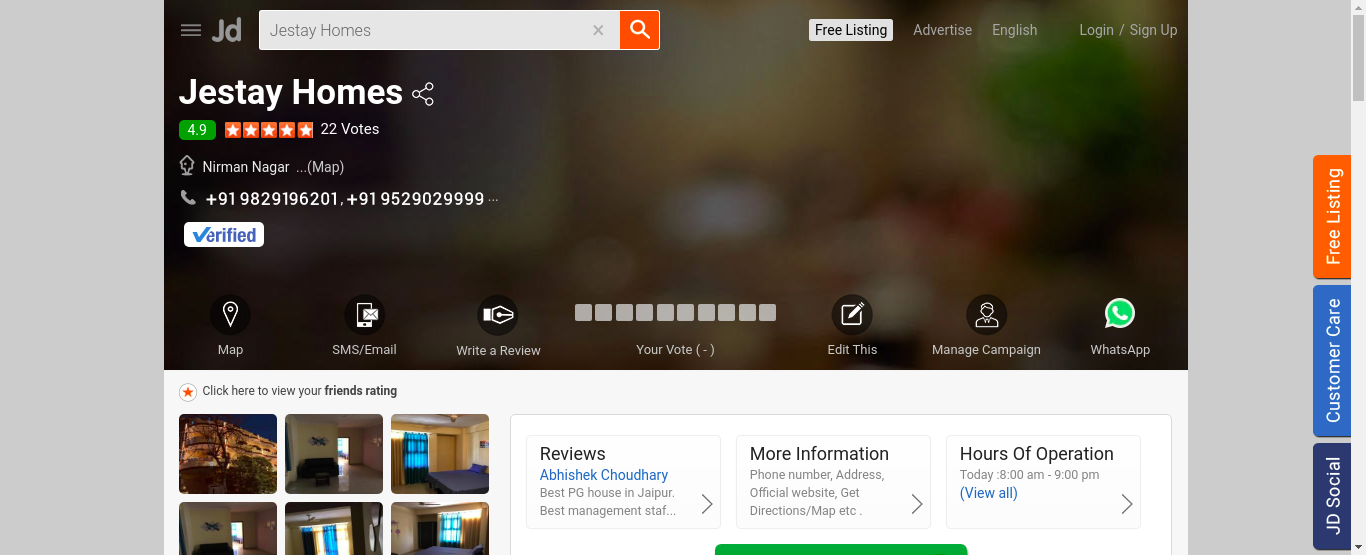 Jd
Jestay Homes
Free Listing
Advertise
English
Login / Sign Up
Jestay Homes
4.9
22 Votes
Nirman Nagar ...(Map)
+91 9829196201, +91 9529029999 ...
Verified
Map
SMS/Email
Write a Review
Your Vote ( - )
Edit This
Manage Campaign
WhatsApp
Click here to view your friends rating
Reviews
Abhishek Choudhary
Best PG house in Jaipur.
Best management staf...
More Information
Phone number, Address,
Official website, Get
Directions/Map etc .
Hours Of Operation
Today :8:00 am - 9:00 pm
(View all)
Free Listing
Customer Care
JD Social